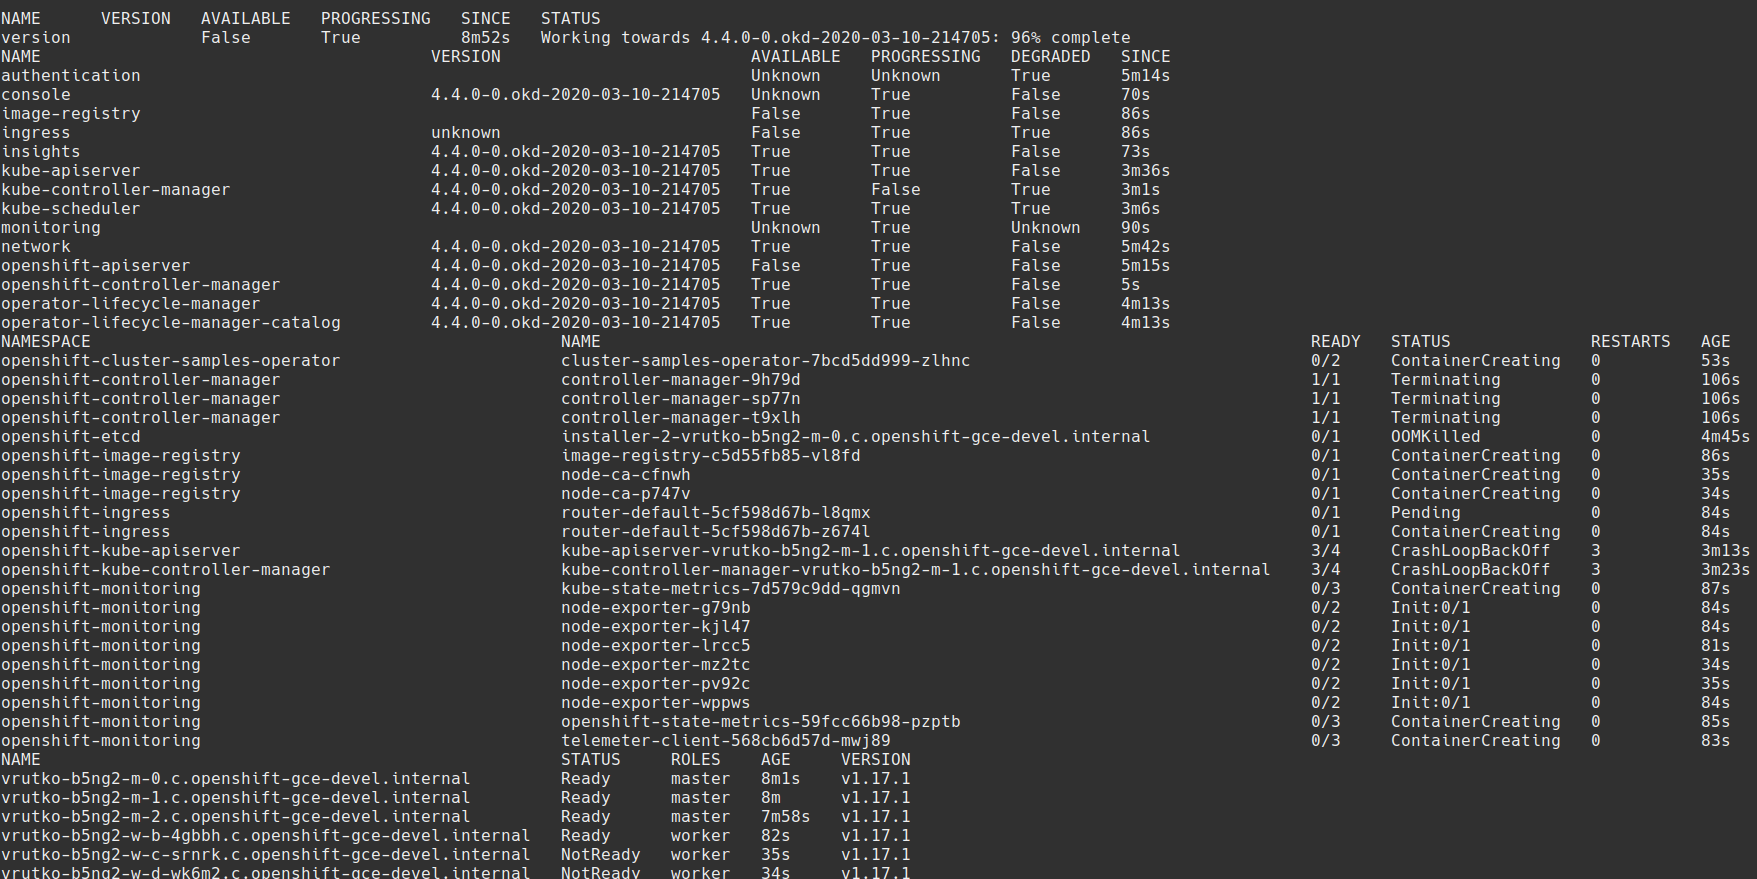 NAME      VERSION   AVAILABLE   PROGRESSING   SINCE   STATUS
version             False       True          8m52s   Working towards 4.4.0-0.okd-2020-03-10-214705: 96% complete
NAME                                       VERSION                         AVAILABLE   PROGRESSING   DEGRADED   SINCE
authentication                                                             Unknown     Unknown       True       5m14s
console                                    4.4.0-0.okd-2020-03-10-214705   Unknown     True          False      70s
image-registry                                                             False       True          False      86s
ingress                                    unknown                         False       True          True       86s
insights                                   4.4.0-0.okd-2020-03-10-214705   True        True          False      73s
kube-apiserver                             4.4.0-0.okd-2020-03-10-214705   True        True          False      3m36s
kube-controller-manager                    4.4.0-0.okd-2020-03-10-214705   True        False         True       3m1s
kube-scheduler                             4.4.0-0.okd-2020-03-10-214705   True        True          True       3m6s
monitoring                                                                 Unknown     True          Unknown    90s
network                                    4.4.0-0.okd-2020-03-10-214705   True        True          False      5m42s
openshift-apiserver                        4.4.0-0.okd-2020-03-10-214705   False       True          False      5m15s
openshift-controller-manager               4.4.0-0.okd-2020-03-10-214705   True        True          False      5s
operator-lifecycle-manager                 4.4.0-0.okd-2020-03-10-214705   True        True          False      4m13s
operator-lifecycle-manager-catalog         4.4.0-0.okd-2020-03-10-214705   True        True          False      4m13s
NAMESPACE                                               NAME                                                                       READY   STATUS              RESTARTS   AGE
openshift-cluster-samples-operator                      cluster-samples-operator-7bcd5dd999-zlhnc                                  0/2     ContainerCreating   0          53s
openshift-controller-manager                            controller-manager-9h79d                                                   1/1     Terminating         0          106s
openshift-controller-manager                            controller-manager-sp77n                                                   1/1     Terminating         0          106s
openshift-controller-manager                            controller-manager-t9xlh                                                   1/1     Terminating         0          106s
openshift-etcd                                          installer-2-vrutko-b5ng2-m-0.c.openshift-gce-devel.internal                0/1     OOMKilled           0          4m45s
openshift-image-registry                                image-registry-c5d55fb85-vl8fd                                             0/1     ContainerCreating   0          86s
openshift-image-registry                                node-ca-cfnwh                                                              0/1     ContainerCreating   0          35s
openshift-image-registry                                node-ca-p747v                                                              0/1     ContainerCreating   0          34s
openshift-ingress                                       router-default-5cf598d67b-l8qmx                                            0/1     Pending             0          84s
openshift-ingress                                       router-default-5cf598d67b-z674l                                            0/1     ContainerCreating   0          84s
openshift-kube-apiserver                                kube-apiserver-vrutko-b5ng2-m-1.c.openshift-gce-devel.internal             3/4     CrashLoopBackOff    3          3m13s
openshift-kube-controller-manager                       kube-controller-manager-vrutko-b5ng2-m-1.c.openshift-gce-devel.internal    3/4     CrashLoopBackOff    3          3m23s
openshift-monitoring                                    kube-state-metrics-7d579c9dd-qgmvn                                         0/3     ContainerCreating   0          87s
openshift-monitoring                                    node-exporter-g79nb                                                        0/2     Init:0/1            0          84s
openshift-monitoring                                    node-exporter-kjl47                                                        0/2     Init:0/1            0          84s
openshift-monitoring                                    node-exporter-lrcc5                                                        0/2     Init:0/1            0          81s
openshift-monitoring                                    node-exporter-mz2tc                                                        0/2     Init:0/1            0          34s
openshift-monitoring                                    node-exporter-pv92c                                                        0/2     Init:0/1            0          35s
openshift-monitoring                                    node-exporter-wppws                                                        0/2     Init:0/1            0          84s
openshift-monitoring                                    openshift-state-metrics-59fcc66b98-pzptb                                   0/3     ContainerCreating   0          85s
openshift-monitoring                                    telemeter-client-568cb6d57d-mwj89                                          0/3     ContainerCreating   0          83s
NAME                                                    STATUS     ROLES    AGE     VERSION
vrutko-b5ng2-m-0.c.openshift-gce-devel.internal         Ready      master   8m1s    v1.17.1
vrutko-b5ng2-m-1.c.openshift-gce-devel.internal         Ready      master   8m      v1.17.1
vrutko-b5ng2-m-2.c.openshift-gce-devel.internal         Ready      master   7m58s   v1.17.1
vrutko-b5ng2-w-b-4gbbh.c.openshift-gce-devel.internal   Ready      worker   82s     v1.17.1
vrutko-b5ng2-w-c-srnrk.c.openshift-gce-devel.internal   NotReady   worker   35s     v1.17.1
vrutko-b5ng2-w-d-wk6m2.c.openshift-gce-devel.internal   NotReady   worker   34s     v1.17.1